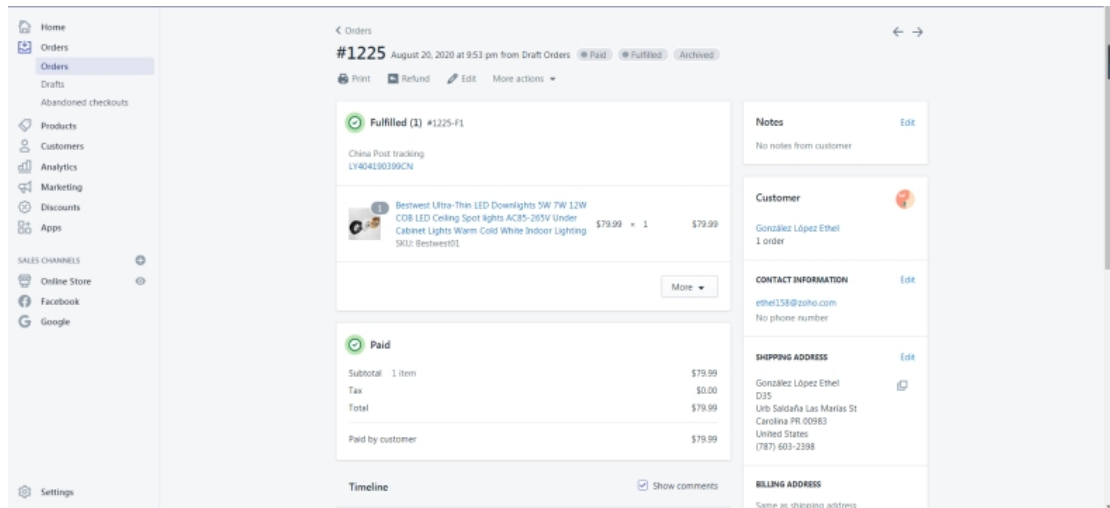 Home
Orders
Orders
Drafts
Abandoned checkouts
Products
Customers
Analytics
Marketing
Discounts
Apps
SALES CHANNELS
Online Store
Facebook
Google
Settings
Orders
#1225 August 20, 2020 at 9:53 pm from Draft Orders Paid Fulfilled Archived
Print Refund Edit More actions
Fulfilled (1) #1225-F1
China Post tracking
LY404190399CN
1
Bestwest Ultra-Thin LED Downlights 5W 7W 12W
COB LED Ceiling Spot lights AC85-265V Under
Cabinet Lights Warm Cold White Indoor Lighting
SKU: Bestwest01
$79.99 × 1 $79.99
More
Paid
Subtotal 1 item $79.99
Tax $0.00
Total $79.99
Paid by customer $79.99
Timeline Show comments
Notes Edit
No notes from customer
Customer
González López Ethel
1 order
CONTACT INFORMATION Edit
ethel158@zoho.com
No phone number
SHIPPING ADDRESS Edit
González López Ethel
D35
Urb Saldaña Las Marias St
Carolina PR 00983
United States
(787) 603-2398
BILLING ADDRESS
Same as shipping address